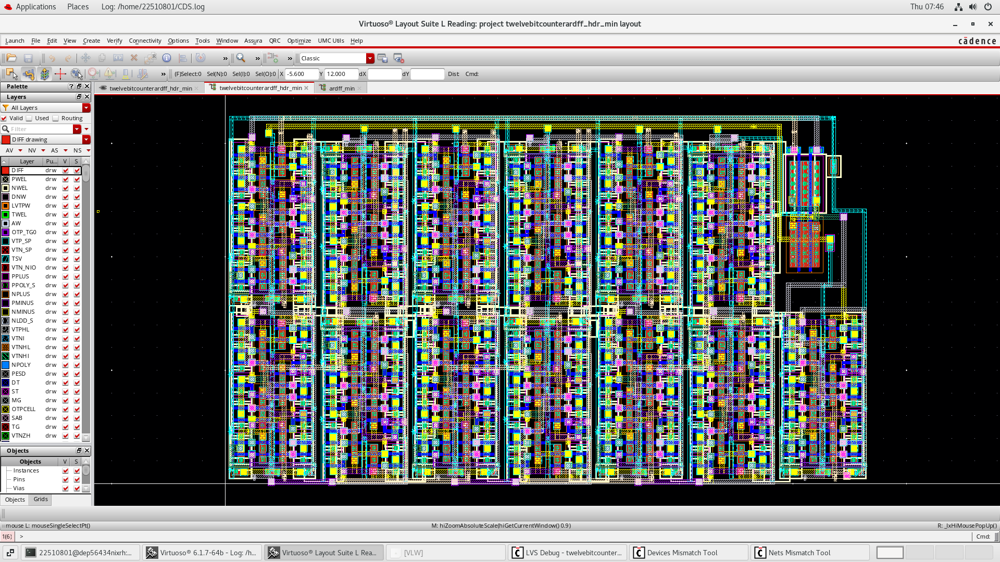 Applications Places Log: /home/22510801/CDS.log Thu 07:46
Virtuoso® Layout Suite L Reading: project twelvebitcounterardff_hdr_min layout
Launch File Edit View Create Verify Connectivity Options Tools Window Assura QRC Optimize UMC Utils Help cādence
» » » Classic
» (F)Select:0 Sel(N):0 Sel(I):0 Sel(O):0 X -5.600 Y 12.000 dX dY Dist: Cmd:
Palette
twelvebitcounterardff_hdr_min twelvebitcounterardff_hdr_min ardff_min
Layers
All Layers
Valid Used Routing
Filter
DIFF drawing
AV NV AS NS
Layer Pu... V S
DIFF drw
PWEL drw
NWEL drw
DNW drw
LVTPW drw
TWEL drw
AW drw
OTP_TG0 drw
VTP_SP drw
VTN_SP drw
TSV drw
VTN_NIO drw
PPLUS drw
PPOLY_S drw
NPLUS drw
PMINUS drw
NMINUS drw
NLDD_S drw
VTPHL drw
VTNI drw
VTNHL drw
VTNHI drw
NPOLY drw
PESD drw
DT drw
ST drw
MG drw
OTPCELL drw
SAB drw
TG drw
VTNZH drw
Objects
Objects V S
Instances
Pins
Vias
Objects Grids
mouse L: mouseSingleSelectPt() M: hiZoomAbsoluteScale(hiGetCurrentWindow() 0.9) R: _lxHiMousePopUp()
1(6) > Cmd:
22510801@dep56434nixrh:... Virtuoso® 6.1.7-64b - Log: /h... Virtuoso® Layout Suite L Rea... [VLW] LVS Debug - twelvebitcounter... Devices Mismatch Tool Nets Mismatch Tool